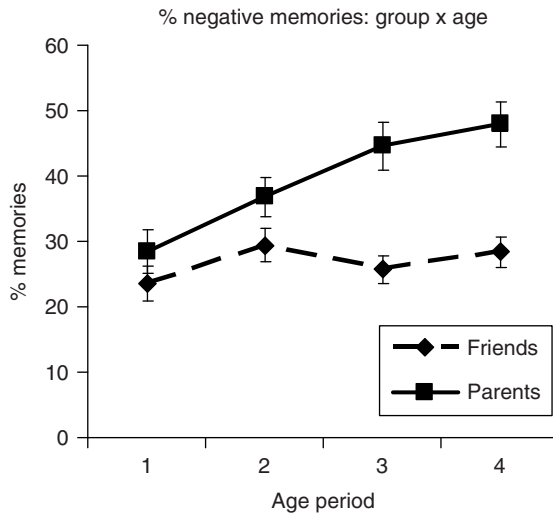 % negative memories: group x age
60
50
40
30
20
10
0
% memories
1 2 3 4
Age period
Friends
Parents